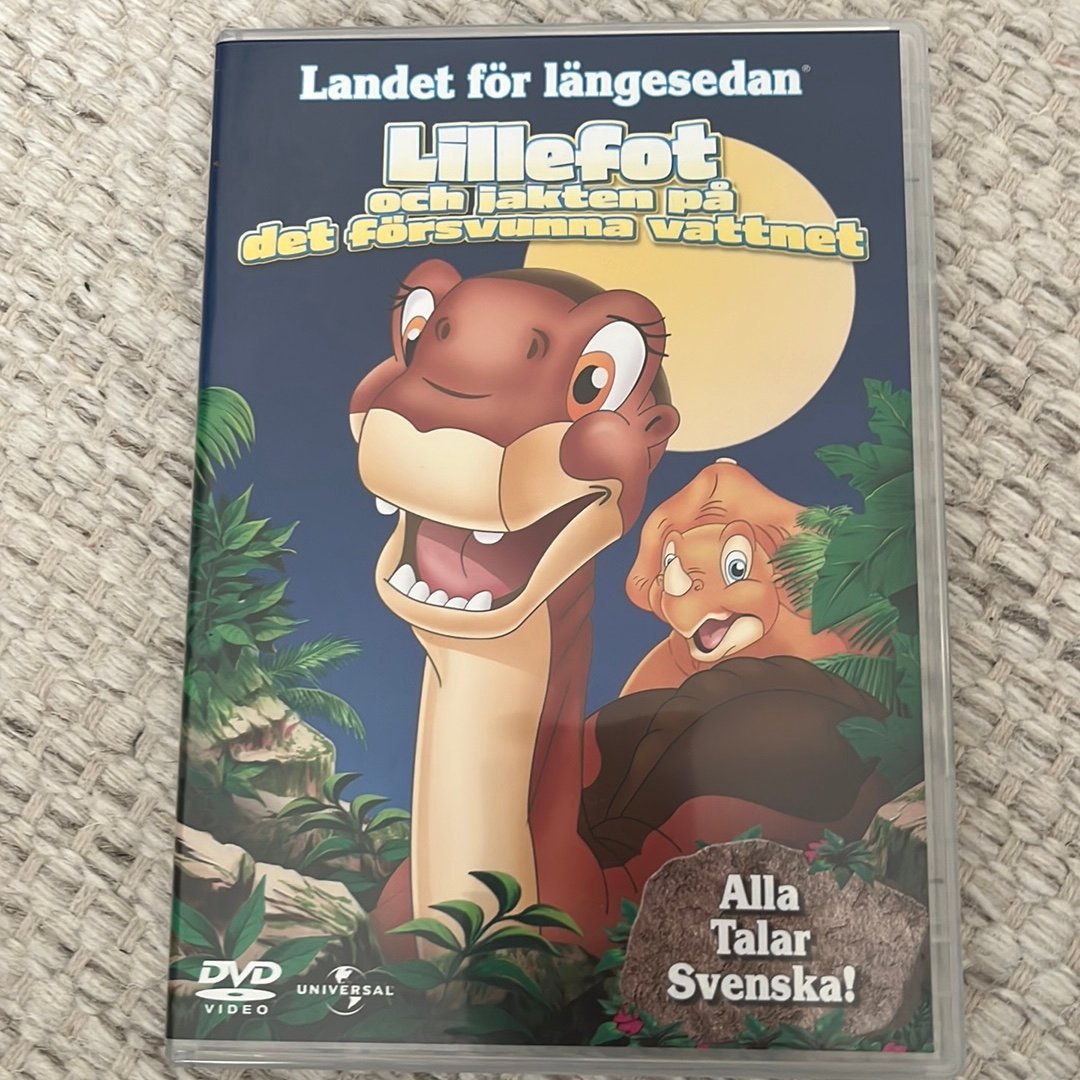 Landet för längesedan®
Lillefot
och jakten på
det försvunna vattnet
Alla
Talar
Svenska!
DVD
VIDEO
UNIVERSAL